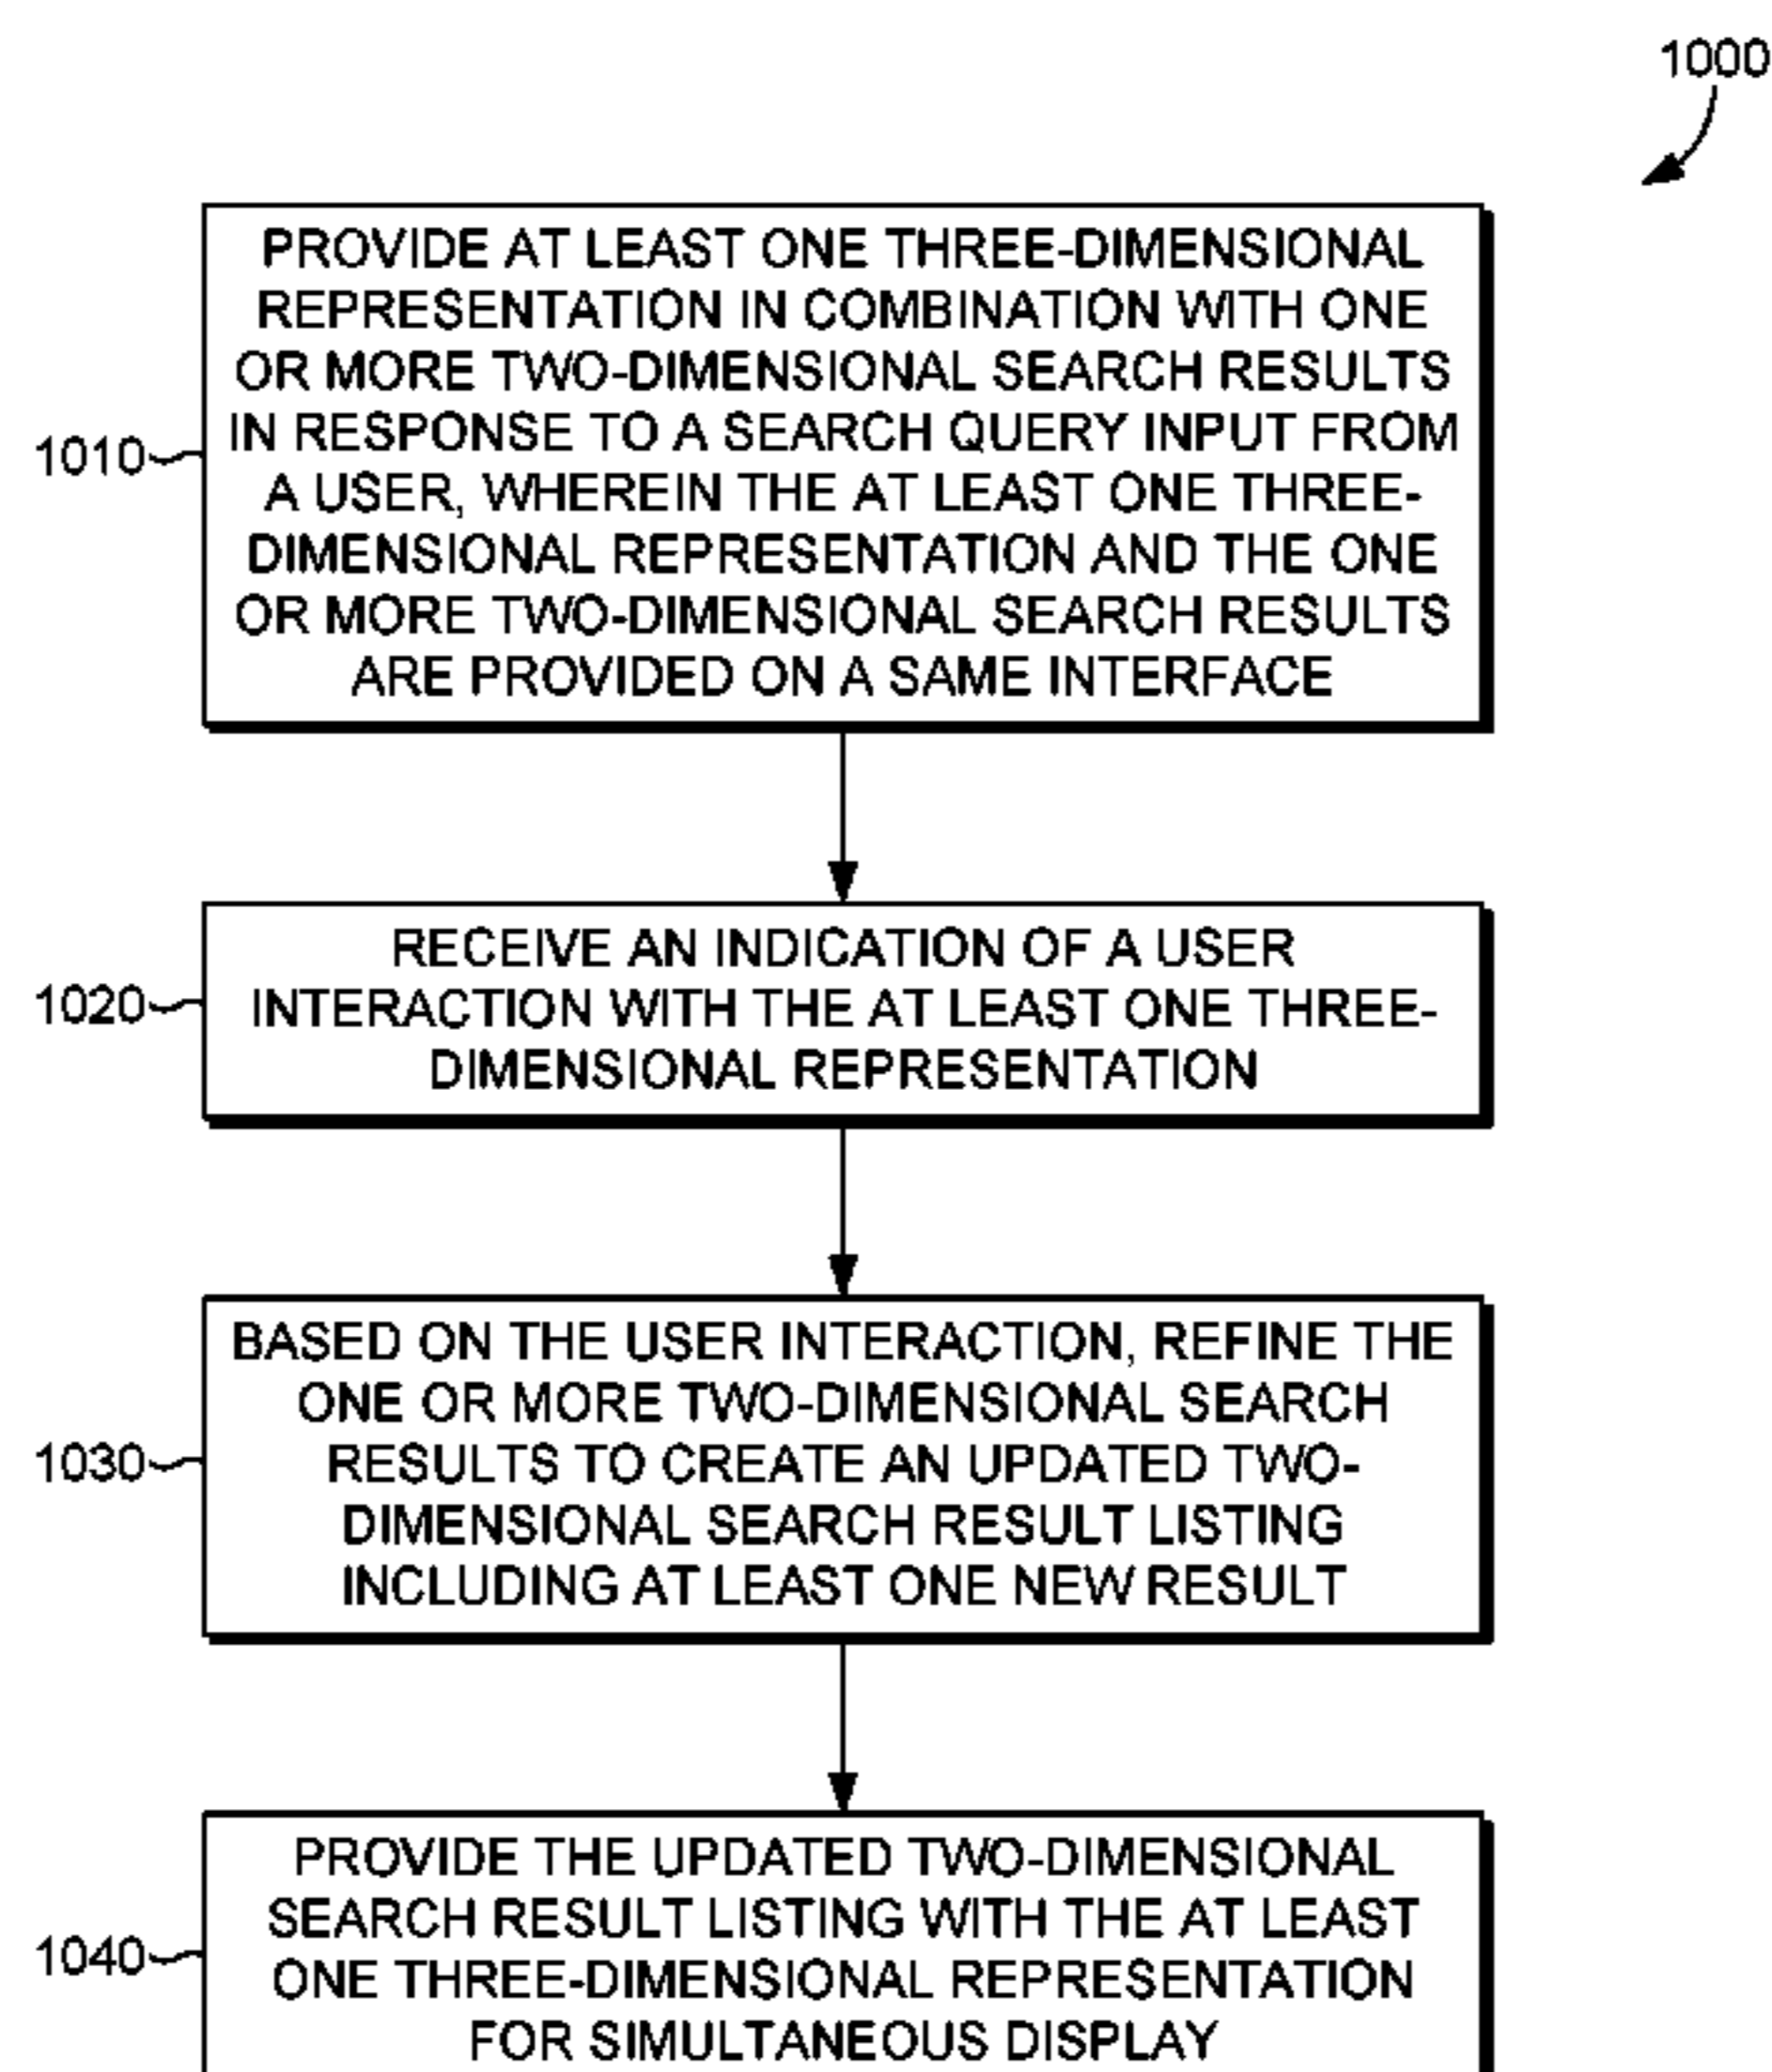 1000
PROVIDE AT LEAST ONE THREE-DIMENSIONAL
REPRESENTATION IN COMBINATION WITH ONE
OR MORE TWO-DIMENSIONAL SEARCH RESULTS
IN RESPONSE TO A SEARCH QUERY INPUT FROM
A USER, WHEREIN THE AT LEAST ONE THREE-
DIMENSIONAL REPRESENTATION AND THE ONE
OR MORE TWO-DIMENSIONAL SEARCH RESULTS
ARE PROVIDED ON A SAME INTERFACE
1010
RECEIVE AN INDICATION OF A USER
INTERACTION WITH THE AT LEAST ONE THREE-
DIMENSIONAL REPRESENTATION
1020
BASED ON THE USER INTERACTION, REFINE THE
ONE OR MORE TWO-DIMENSIONAL SEARCH
RESULTS TO CREATE AN UPDATED TWO-
DIMENSIONAL SEARCH RESULT LISTING
INCLUDING AT LEAST ONE NEW RESULT
1030
PROVIDE THE UPDATED TWO-DIMENSIONAL
SEARCH RESULT LISTING WITH THE AT LEAST
ONE THREE-DIMENSIONAL REPRESENTATION
FOR SIMULTANEOUS DISPLAY
1040